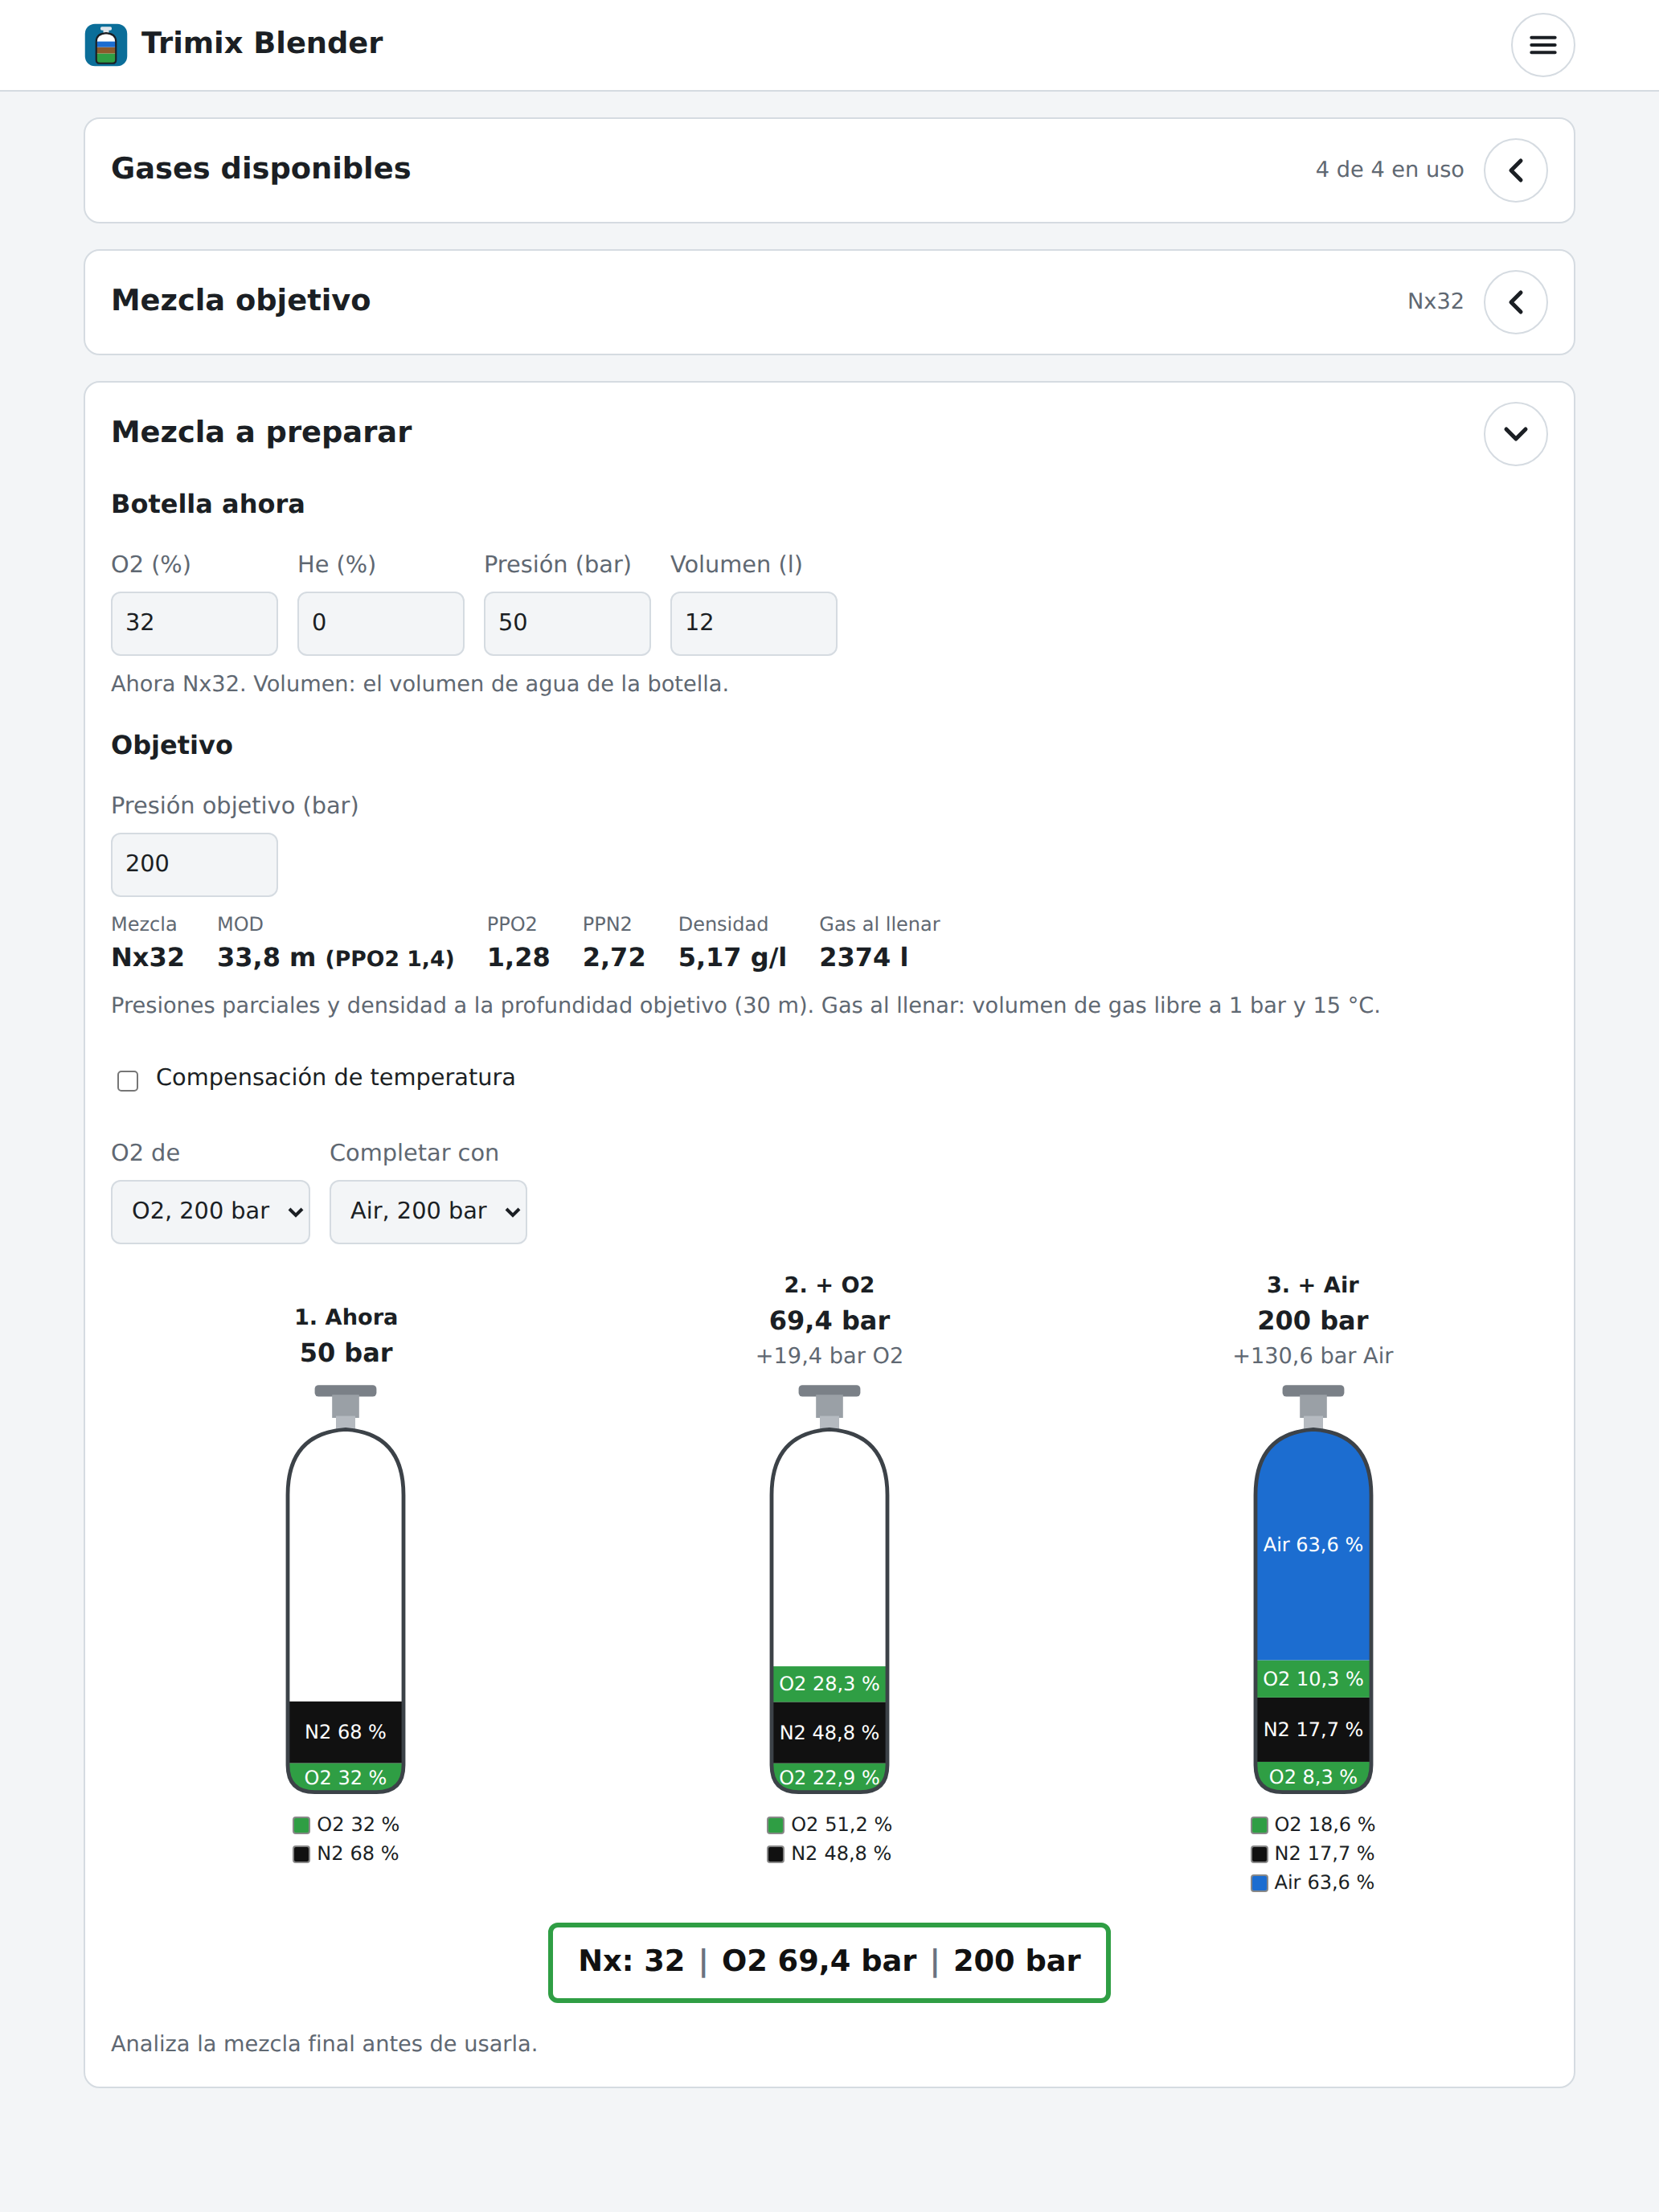 Trimix Blender
Gases disponibles
4 de 4 en uso
Mezcla objetivo
Nx32
Mezcla a preparar
Botella ahora
O2 (%) He (%) Presión (bar) Volumen (l)
32 0 50 12
Ahora Nx32. Volumen: el volumen de agua de la botella.
Objetivo
Presión objetivo (bar)
200
Mezcla MOD PPO2 PPN2 Densidad Gas al llenar
Nx32 33,8 m (PPO2 1,4) 1,28 2,72 5,17 g/l 2374 l
Presiones parciales y densidad a la profundidad objetivo (30 m). Gas al llenar: volumen de gas libre a 1 bar y 15 °C.
Compensación de temperatura
O2 de Completar con
O2, 200 bar Air, 200 bar
1. Ahora
50 bar
N2 68 %
O2 32 %
O2 32 %
N2 68 %
2. + O2
69,4 bar
+19,4 bar O2
O2 28,3 %
N2 48,8 %
O2 22,9 %
O2 51,2 %
N2 48,8 %
3. + Air
200 bar
+130,6 bar Air
Air 63,6 %
O2 10,3 %
N2 17,7 %
O2 8,3 %
O2 18,6 %
N2 17,7 %
Air 63,6 %
Nx: 32 | O2 69,4 bar | 200 bar
Analiza la mezcla final antes de usarla.